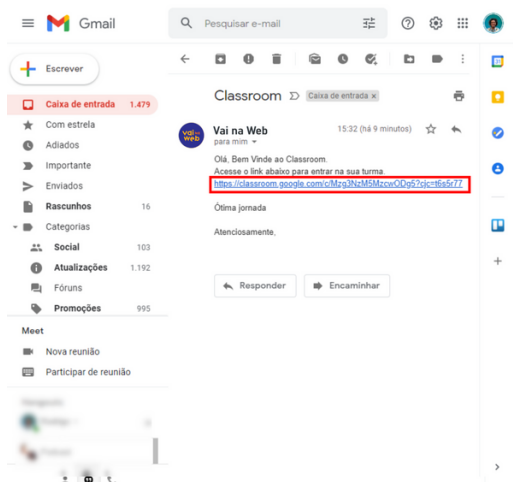 Gmail
Pesquisar e-mail
Escrever
Caixa de entrada 1.479
Com estrela
Adiados
Importante
Enviados
Rascunhos 16
Categorias
Social 103
Atualizações 1.192
Fóruns
Promoções 995
Meet
Nova reunião
Participar de reunião
Classroom Caixa de entrada x
vai na web
Vai na Web 15:32 (há 9 minutos)
para mim
Olá, Bem Vinde ao Classroom.
Acesse o link abaixo para entrar na sua turma.
https://classroom.google.com/c/Mzg3NzM5MzcwODg5?cjc=t6s5r77
Ótima jornada
Atenciosamente,
Responder
Encaminhar